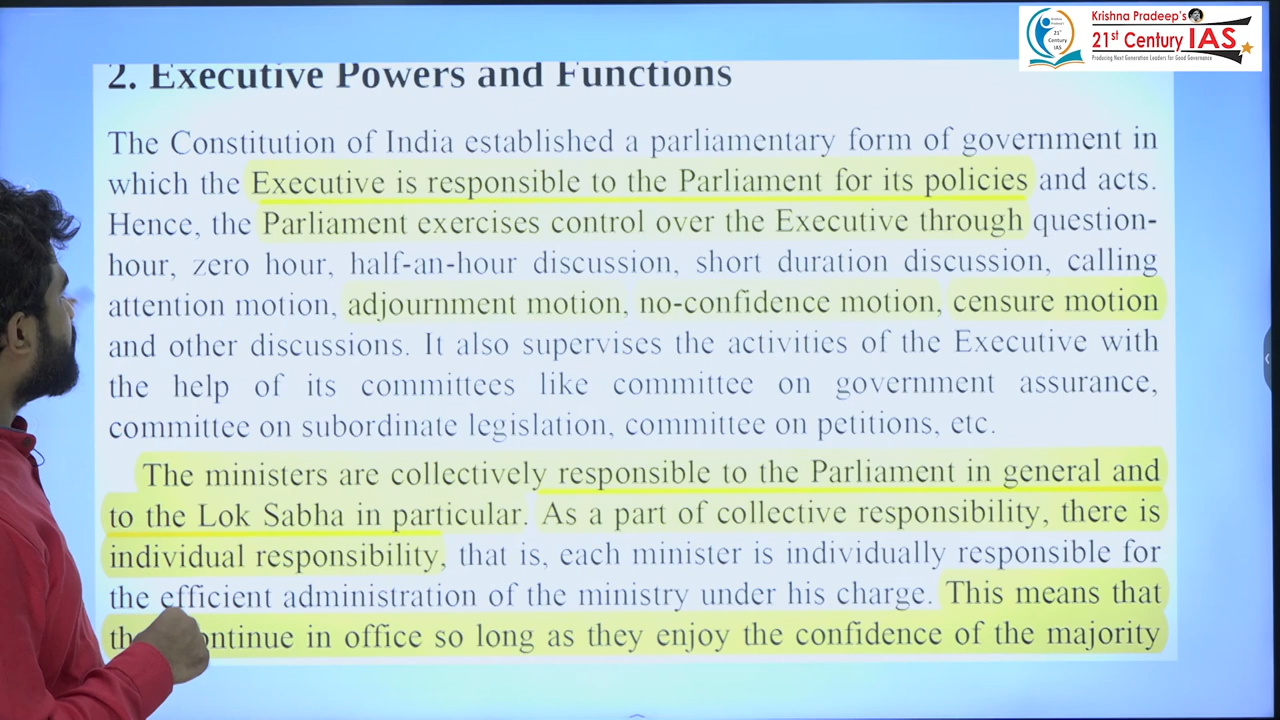 Krishna Pradeep's
21st Century IAS
Producing Next Generation Leaders for Good Governance
Krishna Pradeep's
21st
Century
IAS
2. Executive Powers and Functions
The Constitution of India established a parliamentary form of government in
which the Executive is responsible to the Parliament for its policies and acts.
Hence, the Parliament exercises control over the Executive through question-
hour, zero hour, half-an-hour discussion, short duration discussion, calling
attention motion, adjournment motion, no-confidence motion, censure motion
and other discussions. It also supervises the activities of the Executive with
the help of its committees like committee on government assurance,
committee on subordinate legislation, committee on petitions, etc.
The ministers are collectively responsible to the Parliament in general and
to the Lok Sabha in particular. As a part of collective responsibility, there is
individual responsibility, that is, each minister is individually responsible for
the efficient administration of the ministry under his charge. This means that
continue in office so long as they enjoy the confidence of the majority